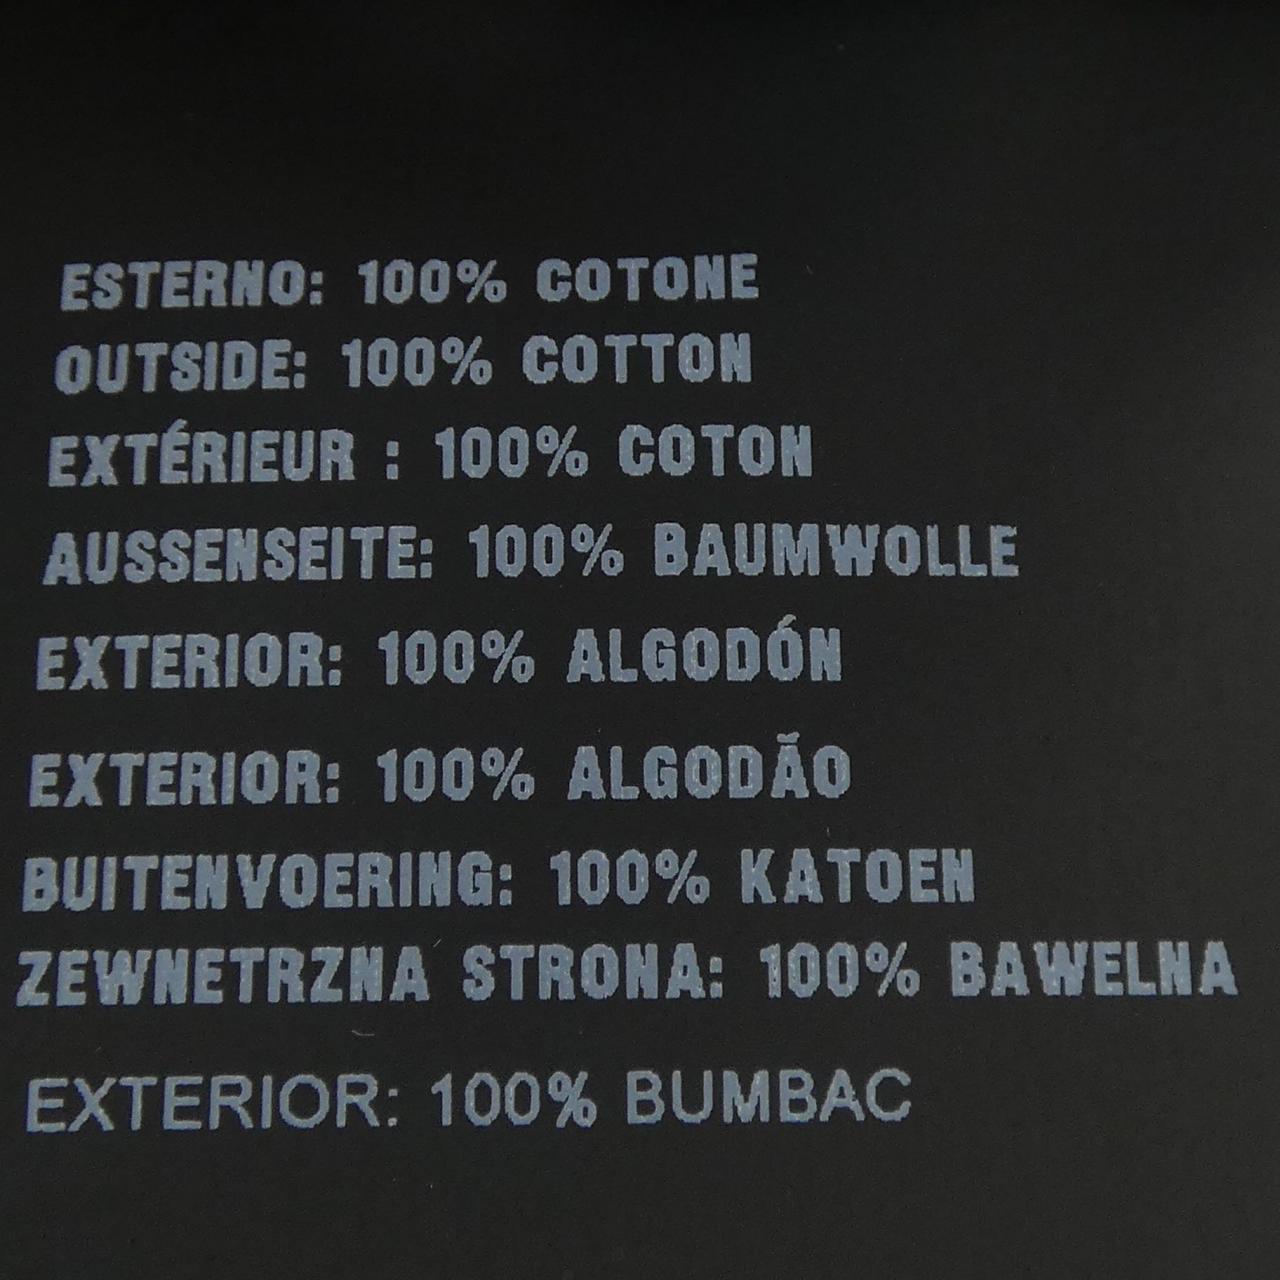 ESTERNO: 100% COTONE
OUTSIDE: 100% COTTON
EXTÉRIEUR : 100% COTON
AUSSENSEITE: 100% BAUMWOLLE
EXTERIOR: 100% ALGODÓN
EXTERIOR: 100% ALGODÃO
BUITENVOERING: 100% KATOEN
ZEWNETRZNA STRONA: 100% BAWELNA
EXTERIOR: 100% BUMBAC